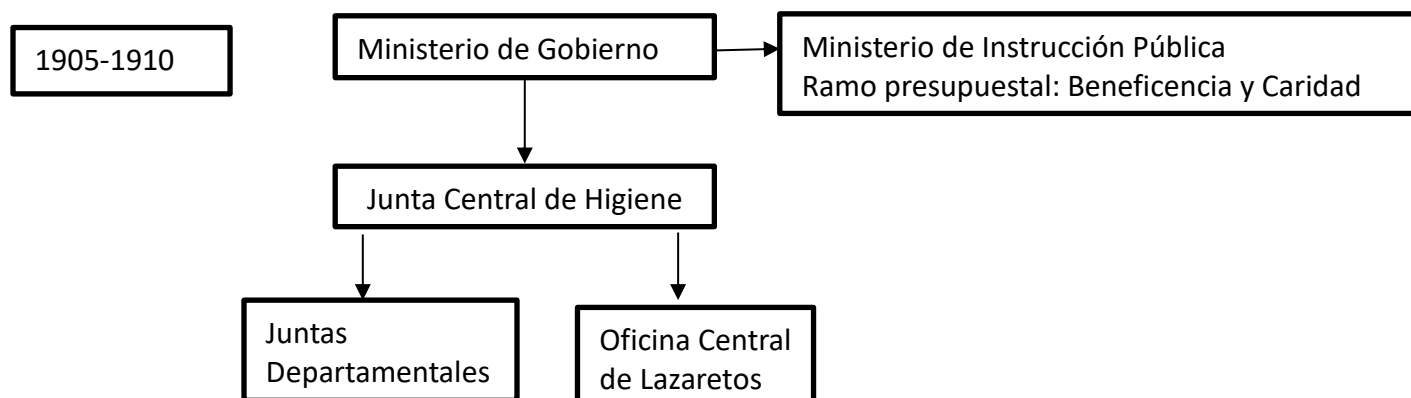 1905-1910
Ministerio de Gobierno
Ministerio de Instrucción Pública
Ramo presupuestal: Beneficencia y Caridad
Junta Central de Higiene
Juntas
Departamentales
Oficina Central
de Lazaretos